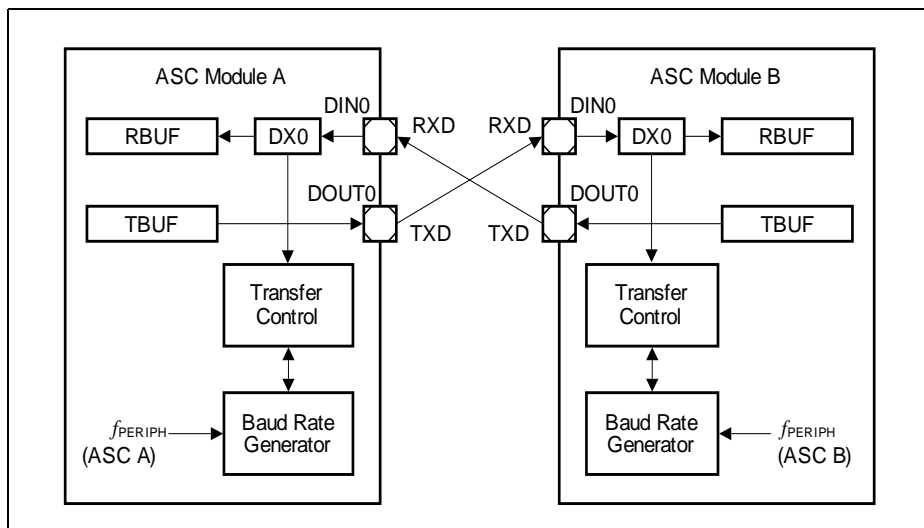 ASC Module A
DIN0
RXD
RBUF
DX0
DOUT0
TBUF
TXD
Transfer
Control
Baud Rate
Generator
fPERIPH
(ASC A)
ASC Module B
DIN0
RXD
DX0
RBUF
DOUT0
TXD
TBUF
Transfer
Control
Baud Rate
Generator
fPERIPH
(ASC B)